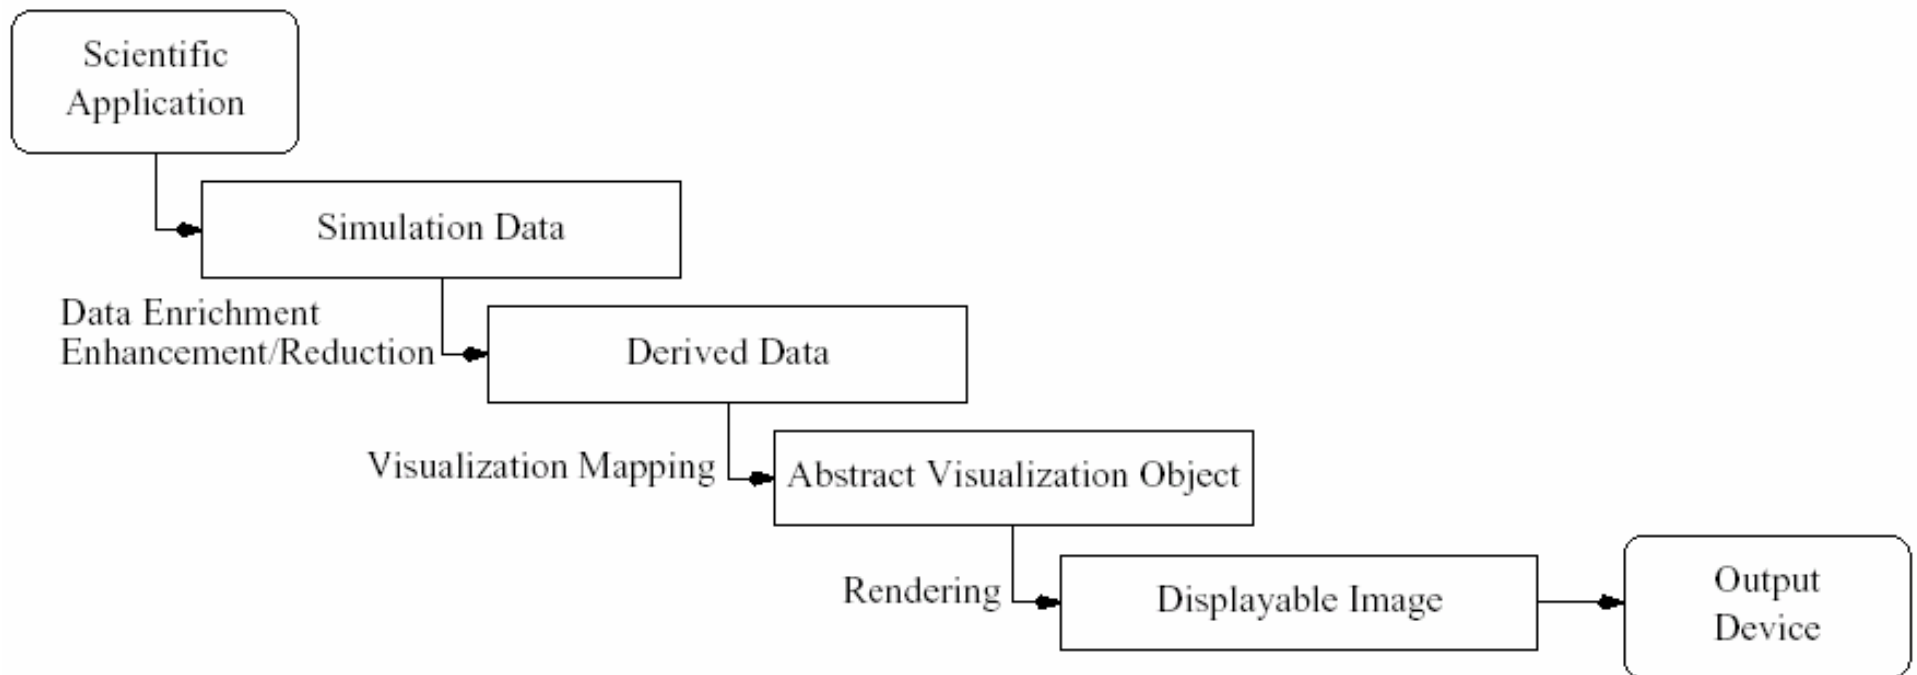 Scientific
Application
Simulation Data
Data Enrichment
Enhancement/Reduction
Derived Data
Visualization Mapping
Abstract Visualization Object
Rendering
Displayable Image
Output
Device